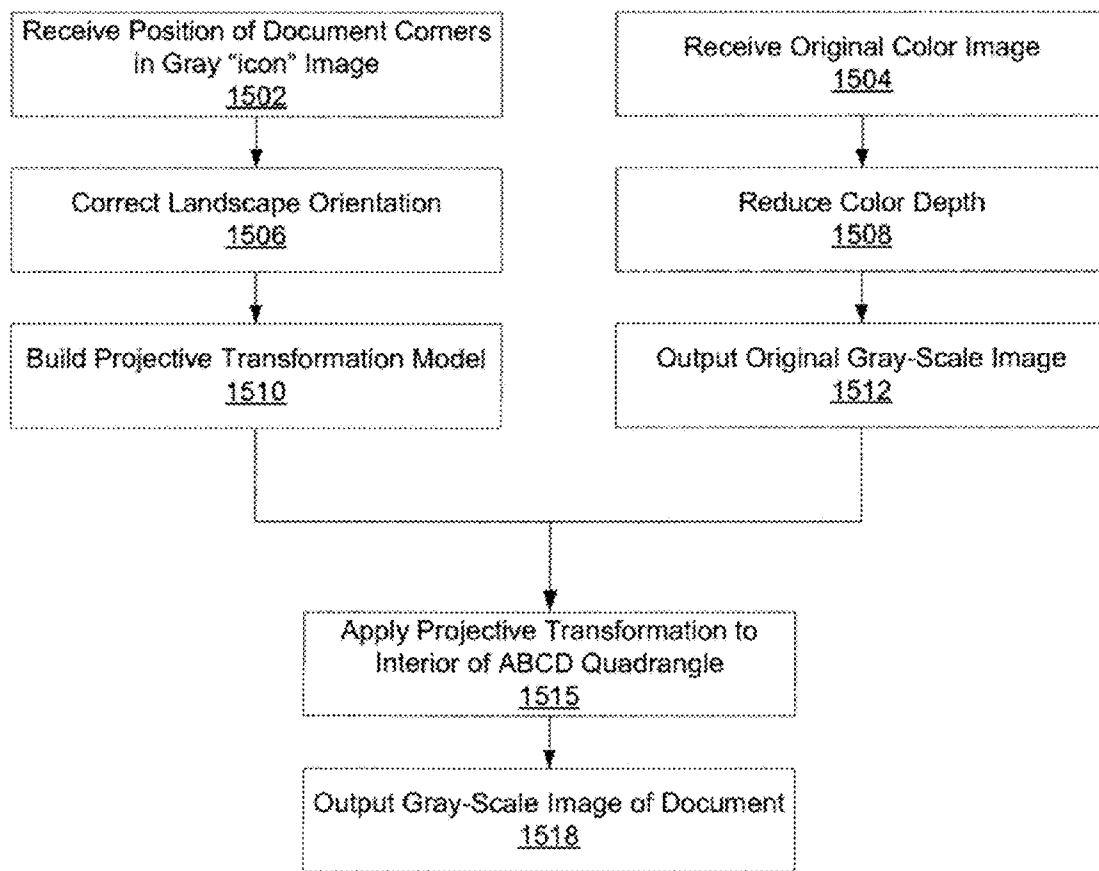 Receive Position of Document Corners
in Gray "icon" Image
1502
Receive Original Color Image
1504
Correct Landscape Orientation
1506
Reduce Color Depth
1508
Build Projective Transformation Model
1510
Output Original Gray-Scale Image
1512
Apply Projective Transformation to
Interior of ABCD Quadrangle
1515
Output Gray-Scale Image of Document
1518